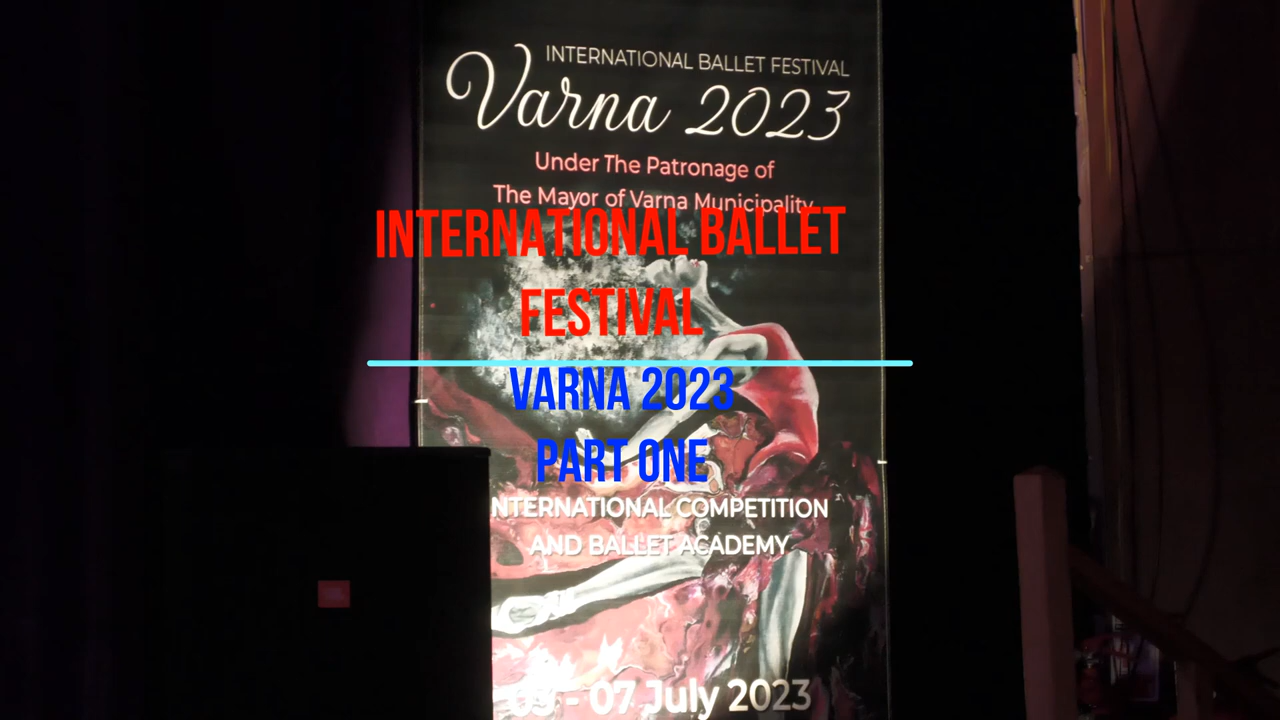 INTERNATIONAL BALLET FESTIVAL
Varna 2023
Under The Patronage of
The Mayor of Varna Municipality
INTERNATIONAL BALLET
FESTIVAL
VARNA 2023
PART ONE
NTERNATIONAL COMPETITION
AND BALLET ACADEMY
- 07 July 2023